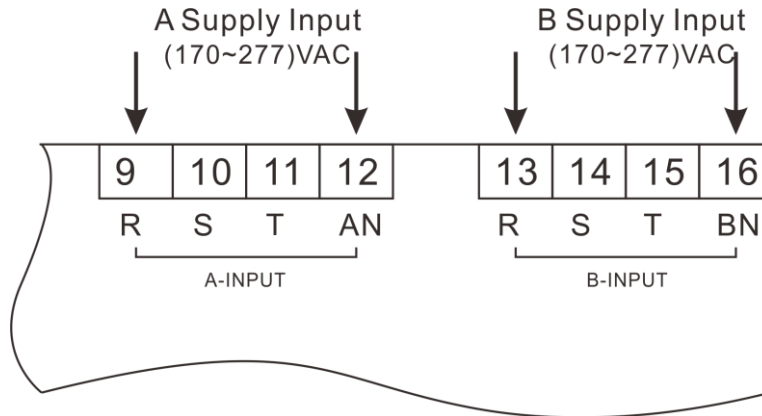 A Supply Input B Supply Input
(170~277)VAC (170~277)VAC
9 10 11 12 13 14 15 16
R S T AN R S T BN
A-INPUT B-INPUT